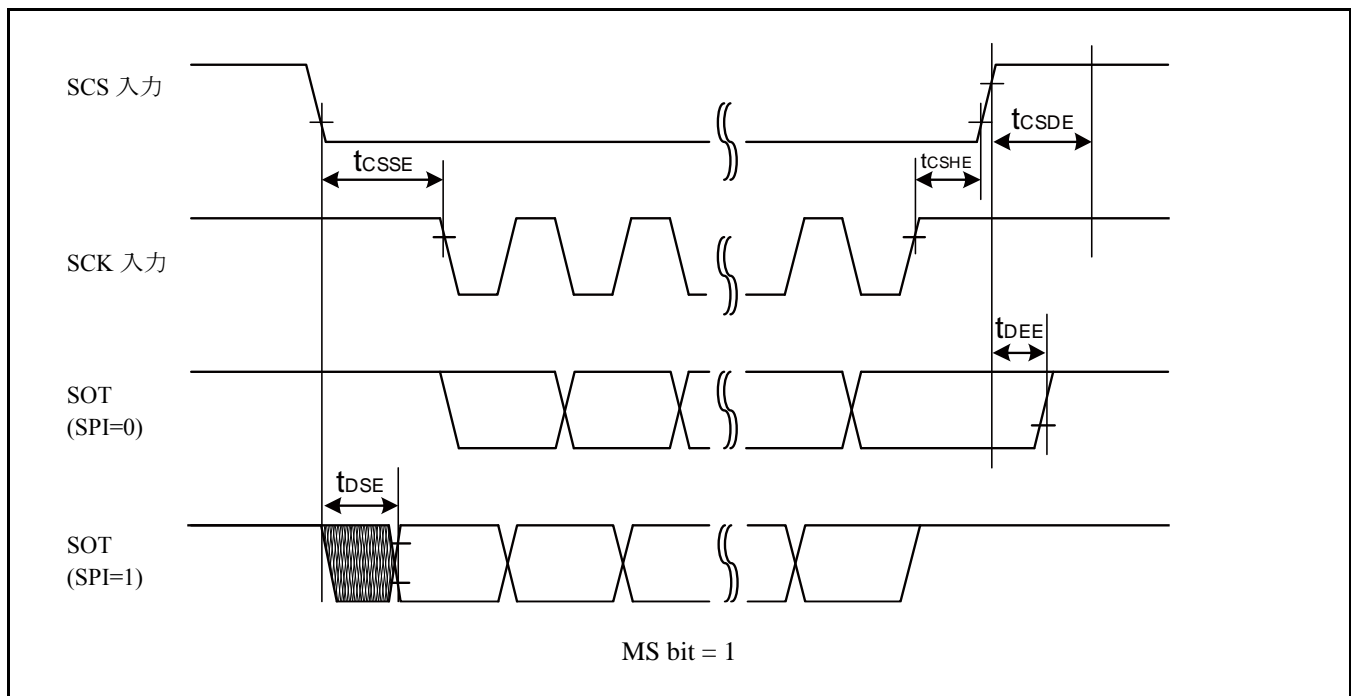 SCS 入力
tCSDE
tCSSE
tCSHE
SCK 入力
tDEE
SOT
(SPI=0)
tDSE
SOT
(SPI=1)
MS bit = 1